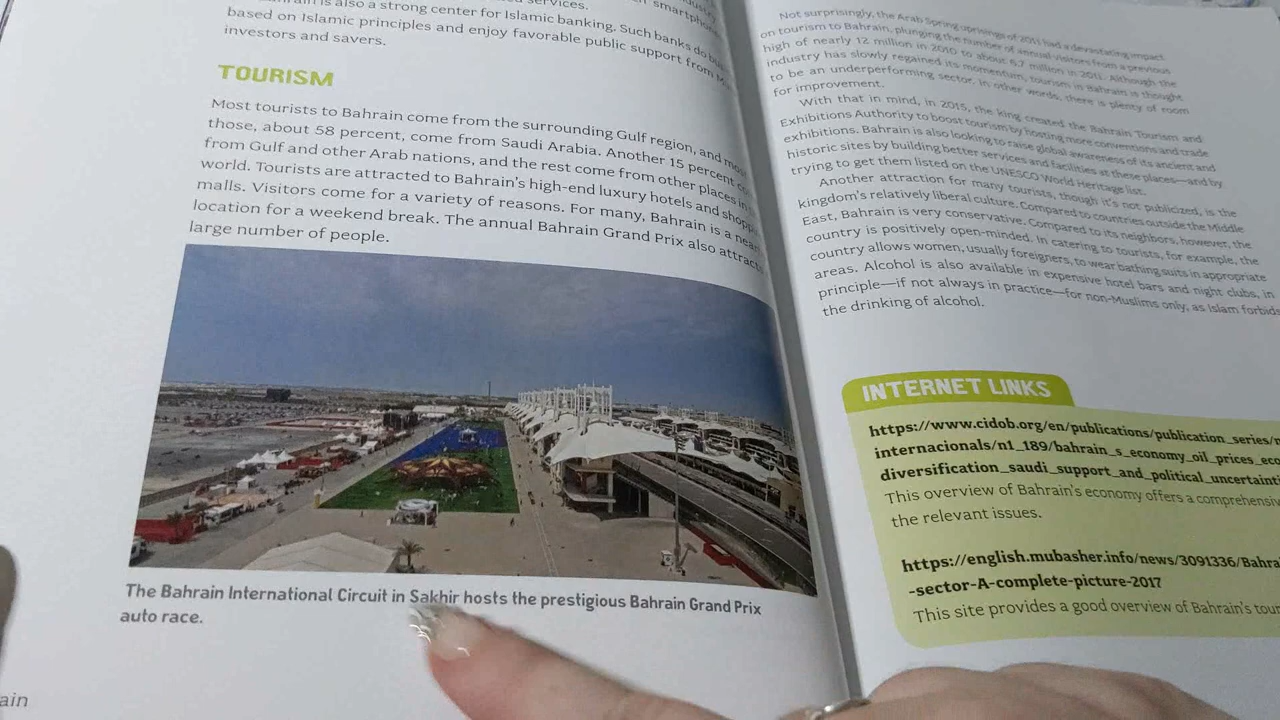 Bahrain is also a strong center for Islamic banking. Such banks do
based on Islamic principles and enjoy favorable public support from
investors and savers.
TOURISM
Most tourists to Bahrain come from the surrounding Gulf region, and most
those, about 58 percent, come from Saudi Arabia. Another 15 percent
from Gulf and other Arab nations, and the rest come from other places in
world. Tourists are attracted to Bahrain's high-end luxury hotels and
malls. Visitors come for a variety of reasons. For many, Bahrain is a
location for a weekend break. The annual Bahrain Grand Prix also
large number of people.
The Bahrain International Circuit in Sakhir hosts the prestigious Bahrain Grand Prix
auto race.
ain
Not surprisingly, the Arab Spring uprisings of 2011 had a devastating impact
on tourism to Bahrain, plunging the number of annual visitors from a previous
high of nearly 12 million in 2010 to about 6.7 million in 2011. Although the
industry has slowly regained its momentum, tourism in Bahrain is thought
to be an underperforming sector. In other words, there is plenty of room
for improvement.
With that in mind, in 2015, the king created the Bahrain Tourism and
Exhibitions Authority to boost tourism by hosting more conventions and trade
exhibitions. Bahrain is also looking to raise global awareness of its ancient and
historic sites by building better services and facilities at these places—and by
trying to get them listed on the UNESCO World Heritage list.
Another attraction for many tourists, though it's not publicized, is the
kingdom's relatively liberal culture. Compared to countries outside the Middle
East, Bahrain is very conservative. Compared to its neighbors, however, the
country is positively open-minded. In catering to tourists, for example, the
country allows women, usually foreigners, to wear bathing suits in appropriate
areas. Alcohol is also available in expensive hotel bars and night clubs, in
principle—if not always in practice—for non-Muslims only, as Islam forbids
the drinking of alcohol.
INTERNET LINKS
https://www.cidob.org/en/publications/publication_series/
internacionals/n1_189/bahrain_s_economy_oil_prices_
diversification_saudi_support_and_political_
This overview of Bahrain's economy offers a
the relevant issues.
https://english.mubasher.info/news/3091336/
-sector-A-complete-picture-2017
This site provides a good overview of Bahrain's